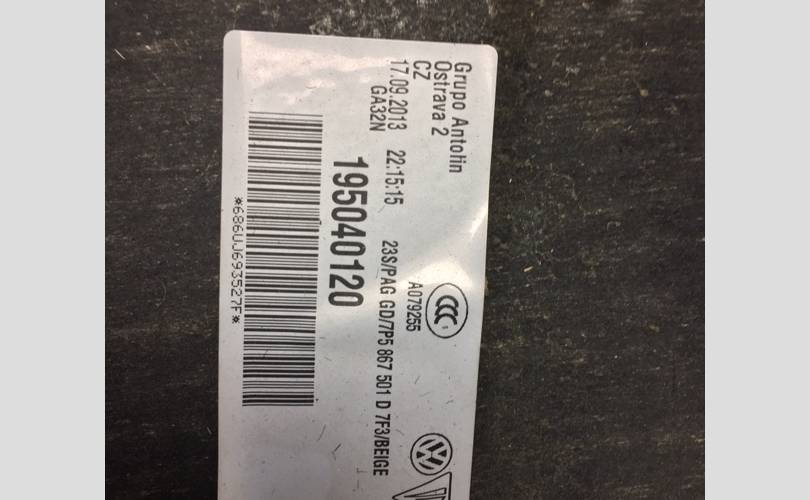 Grupo Antolin
Ostrava 2
CZ
17.09.2013 22:15:15
GA32N
CCC
A079255
23S/PAG GD/7P5 867 501 D 7F3/BEIGE
195040120
*686UJ693527F*